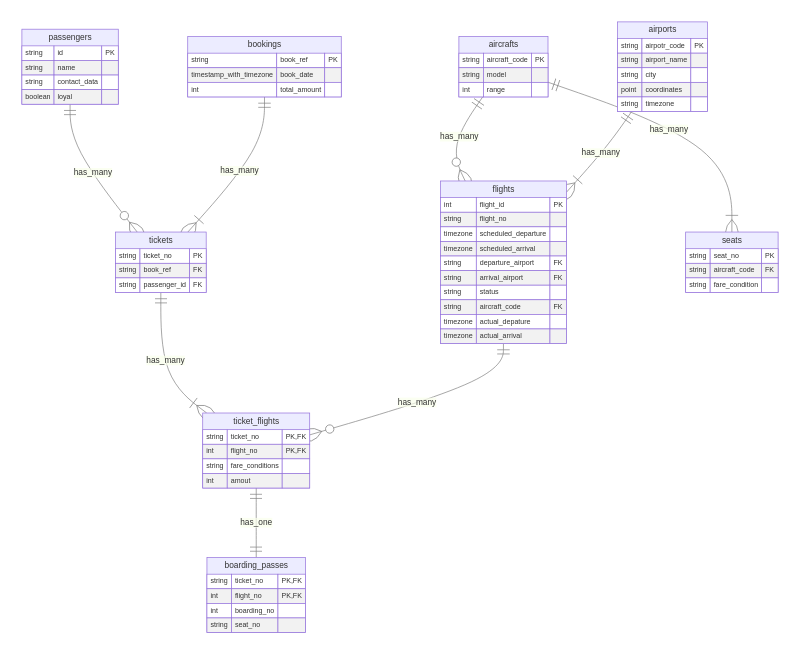 passengers
string id PK
string name
string contact_data
boolean loyal
bookings
string book_ref PK
timestamp_with_timezone book_date
int total_amount
aircrafts
string aircraft_code PK
string model
int range
airports
string airpotr_code PK
string airport_name
string city
point coordinates
string timezone
has_many
has_many
has_many
has_many
has_many
tickets
string ticket_no PK
string book_ref FK
string passenger_id FK
flights
int flight_id PK
string flight_no
timezone scheduled_departure
timezone scheduled_arrival
string departure_airport FK
string arrival_airport FK
string status
string aircraft_code FK
timezone actual_depature
timezone actual_arrival
seats
string seat_no PK
string aircraft_code FK
string fare_condition
has_many
has_many
ticket_flights
string ticket_no PK,FK
int flight_no PK,FK
string fare_conditions
int amout
has_one
boarding_passes
string ticket_no PK,FK
int flight_no PK,FK
int boarding_no
string seat_no